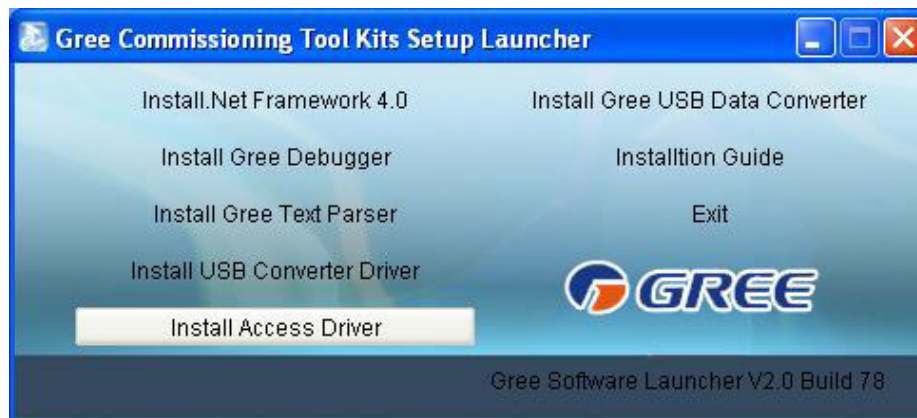 Gree Commissioning Tool Kits Setup Launcher
Install.Net Framework 4.0
Install Gree USB Data Converter
Install Gree Debugger
Installtion Guide
Install Gree Text Parser
Exit
Install USB Converter Driver
GREE
Install Access Driver
Gree Software Launcher V2.0 Build 78